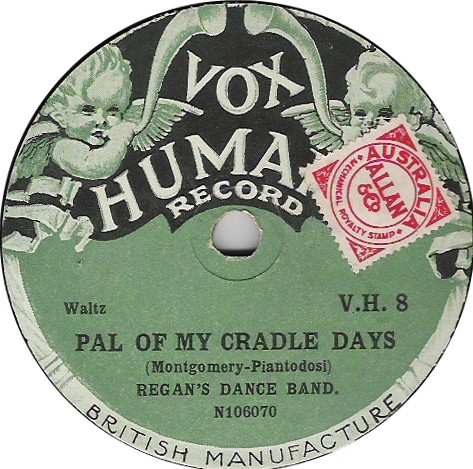 VOX
HUMA
RECORD
AUSTRALIA
ALLAN
& Co
MECHANICAL ROYALTY STAMP
Waltz
V.H. 8
PAL OF MY CRADLE DAYS
(Montgomery-Piantodosi)
REGAN'S DANCE BAND.
N106070
BRITISH MANUFACTURE